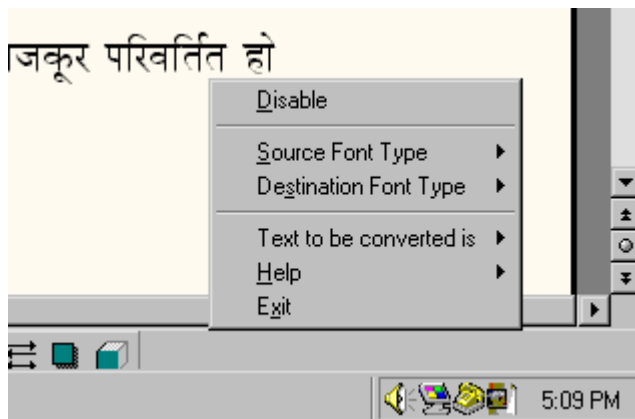 जकूर परिवर्तित हो
Disable
Source Font Type
Destination Font Type
Text to be converted is
Help
Exit
5:09 PM